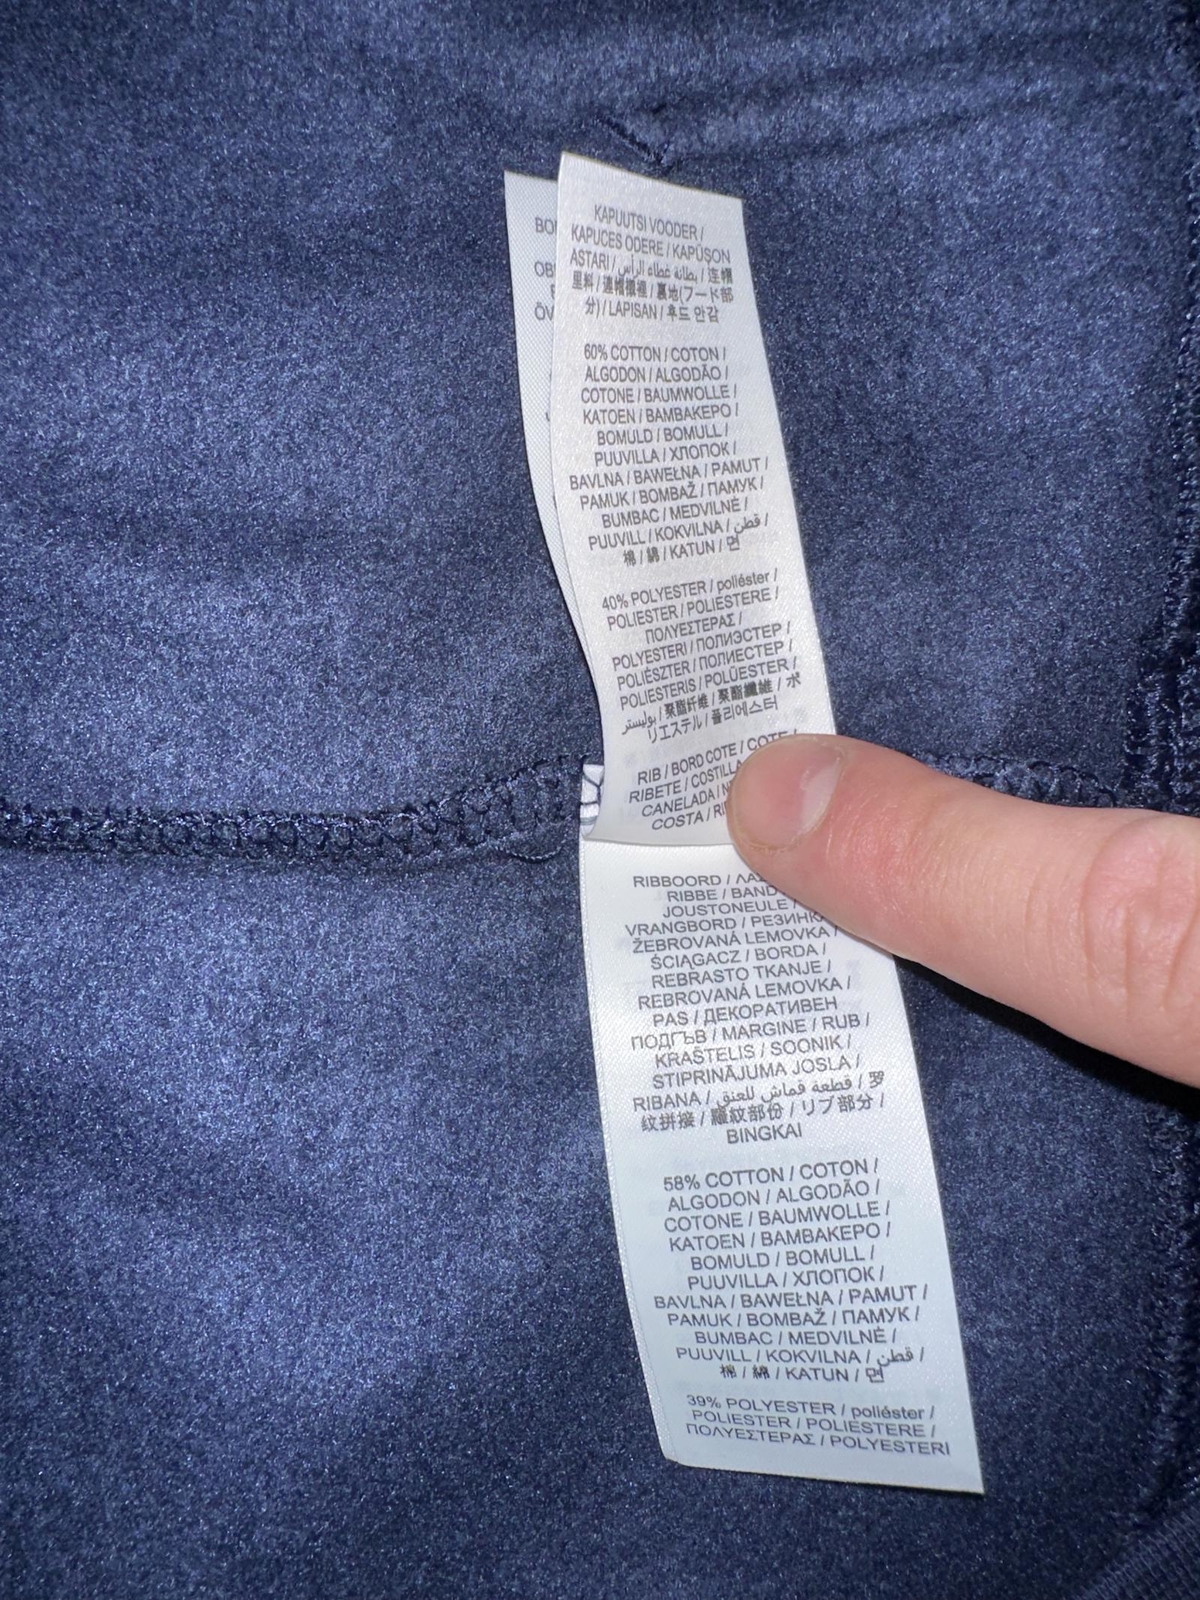 BO
OB
ÖV
KAPUUTSI VOODER /
KAPUCES ODERE / KAPÜŞON
ASTARI / بطانة غطاء الرأس / 连帽
里料 / 連帽襯裡 / 裏地(フード部
分) / LAPISAN / 후드 안감
60% COTTON / COTON /
ALGODON / ALGODÃO /
COTONE / BAUMWOLLE /
KATOEN / ΒΑΜΒΑΚΕΡΟ /
BOMULD / BOMULL /
PUUVILLA / ХЛОПОК /
BAVLNA / BAWEŁNA / PAMUT /
PAMUK / BOMBAŽ / ПАМУК /
BUMBAC / MEDVILNĖ /
PUUVILL / KOKVILNA / قطن /
棉 / 綿 / KATUN / 면
40% POLYESTER / poliéster /
POLIESTER / POLIESTERE /
ΠΟΛΥΕΣΤΕΡΑΣ /
POLYESTERI / ПОЛИЭСТЕР /
POLIÉSZTER / ПОЛИЕСТЕР /
POLIESTERIS / POLÜESTER /
بوليستر / 聚酯纤维 / 聚酯纖維 / ポ
リエステル / 폴리에스터
RIB / BORD COTE / COTE /
RIBETE / COSTILLA
CANELADA /
COSTA /
RIBBOORD /
RIBBE / BAND
JOUSTONEULE /
VRANGBORD / РЕЗИНКА
ŽEBROVANÁ LEMOVKA /
ŚCIĄGACZ / BORDA /
REBRASTO TKANJE /
REBROVANÁ LEMOVKA /
PAS / ДЕКОРАТИВЕН
ПОДГЪВ / MARGINE / RUB /
KRAŠTELIS / SOONIK /
STIPRINĀJUMA JOSLA /
RIBANA / قطعة قماش للعنق / 罗
纹拼接 / 羅紋部份 / リブ部分 /
BINGKAI
58% COTTON / COTON /
ALGODON / ALGODÃO /
COTONE / BAUMWOLLE /
KATOEN / ΒΑΜΒΑΚΕΡΟ /
BOMULD / BOMULL /
PUUVILLA / ХЛОПОК /
BAVLNA / BAWEŁNA / PAMUT /
PAMUK / BOMBAŽ / ПАМУК /
BUMBAC / MEDVILNĖ /
PUUVILL / KOKVILNA / قطن /
棉 / 綿 / KATUN / 면
39% POLYESTER / poliéster /
POLIESTER / POLIESTERE /
ΠΟΛΥΕΣΤΕΡΑΣ / POLYESTERI